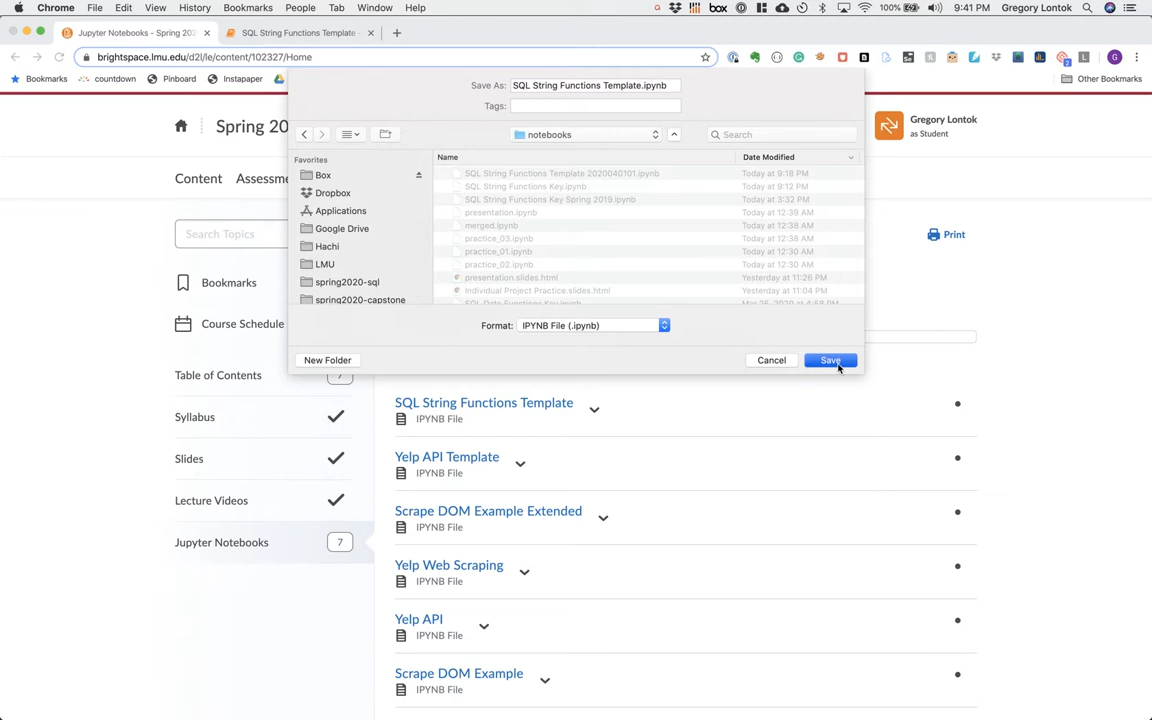 Chrome File Edit View History Bookmarks People Tab Window Help 100% 9:41 PM Gregory Lontok
Jupyter Notebooks - Spring 202 SQL String Functions Template
brightspace.lmu.edu/d2l/le/content/102327/Home
Bookmarks countdown Pinboard Instapaper Other Bookmarks
Save As: SQL String Functions Template.ipynb
Tags:
Spring 20
Gregory Lontok
as Student
notebooks Search
Favorites
Name Date Modified
Box
Dropbox
Applications
Google Drive
Hachi
LMU
spring2020-sql
spring2020-capstone
SQL String Functions Template 2020040101.ipynb Today at 9:18 PM
SQL String Functions Key.ipynb Today at 9:12 PM
SQL String Functions Key Spring 2019.ipynb Today at 3:32 PM
presentation.ipynb Today at 12:39 AM
merged.ipynb Today at 12:38 AM
practice_03.ipynb Today at 12:38 AM
practice_01.ipynb Today at 12:30 AM
practice_02.ipynb Today at 12:30 AM
presentation.slides.html Yesterday at 11:26 PM
Individual Project Practice.slides.html Yesterday at 11:04 PM
Format: IPYNB File (.ipynb)
New Folder Cancel Save
Content Assessme
Search Topics
Print
Bookmarks
Course Schedule
Table of Contents 7
Syllabus
Slides
Lecture Videos
Jupyter Notebooks 7
SQL String Functions Template
IPYNB File
Yelp API Template
IPYNB File
Scrape DOM Example Extended
IPYNB File
Yelp Web Scraping
IPYNB File
Yelp API
IPYNB File
Scrape DOM Example
IPYNB File